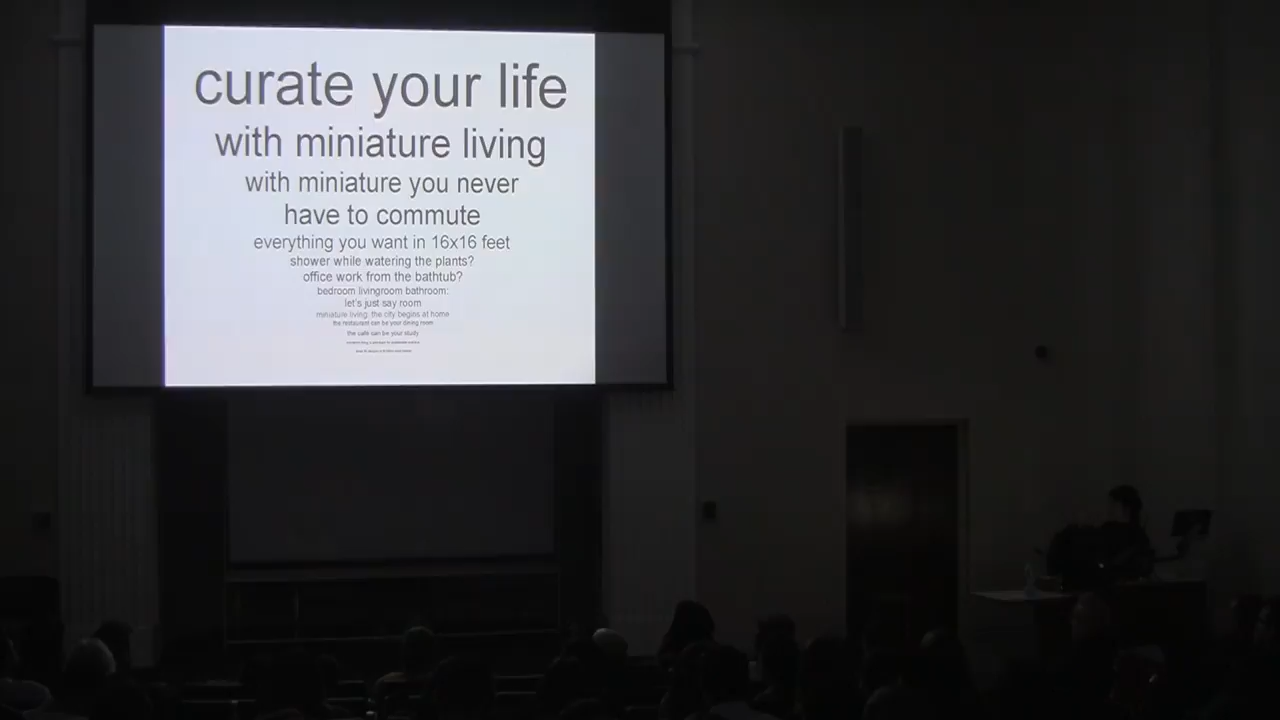 curate your life
with miniature living
with miniature you never
have to commute
everything you want in 16x16 feet
shower while watering the plants?
office work from the bathtub?
bedroom livingroom bathroom:
let's just say room
miniature living: the city begins at home
the restaurant can be your dining room
the café can be your study